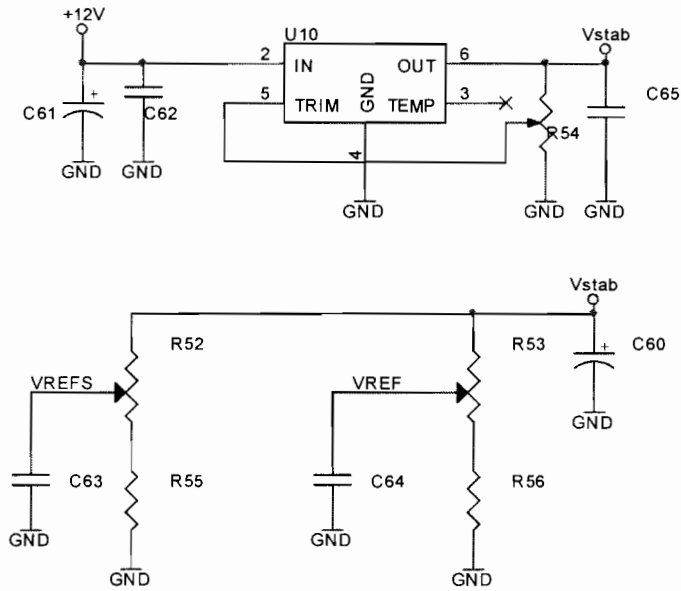 +12V
U10
Vstab
2
IN
OUT
6
5
TRIM
GND
TEMP
3
C61
C62
4
R54
C65
GND
GND
GND
GND
GND
Vstab
R52
R53
C60
VREFS
VREF
GND
C63
R55
C64
R56
GND
GND
GND
GND